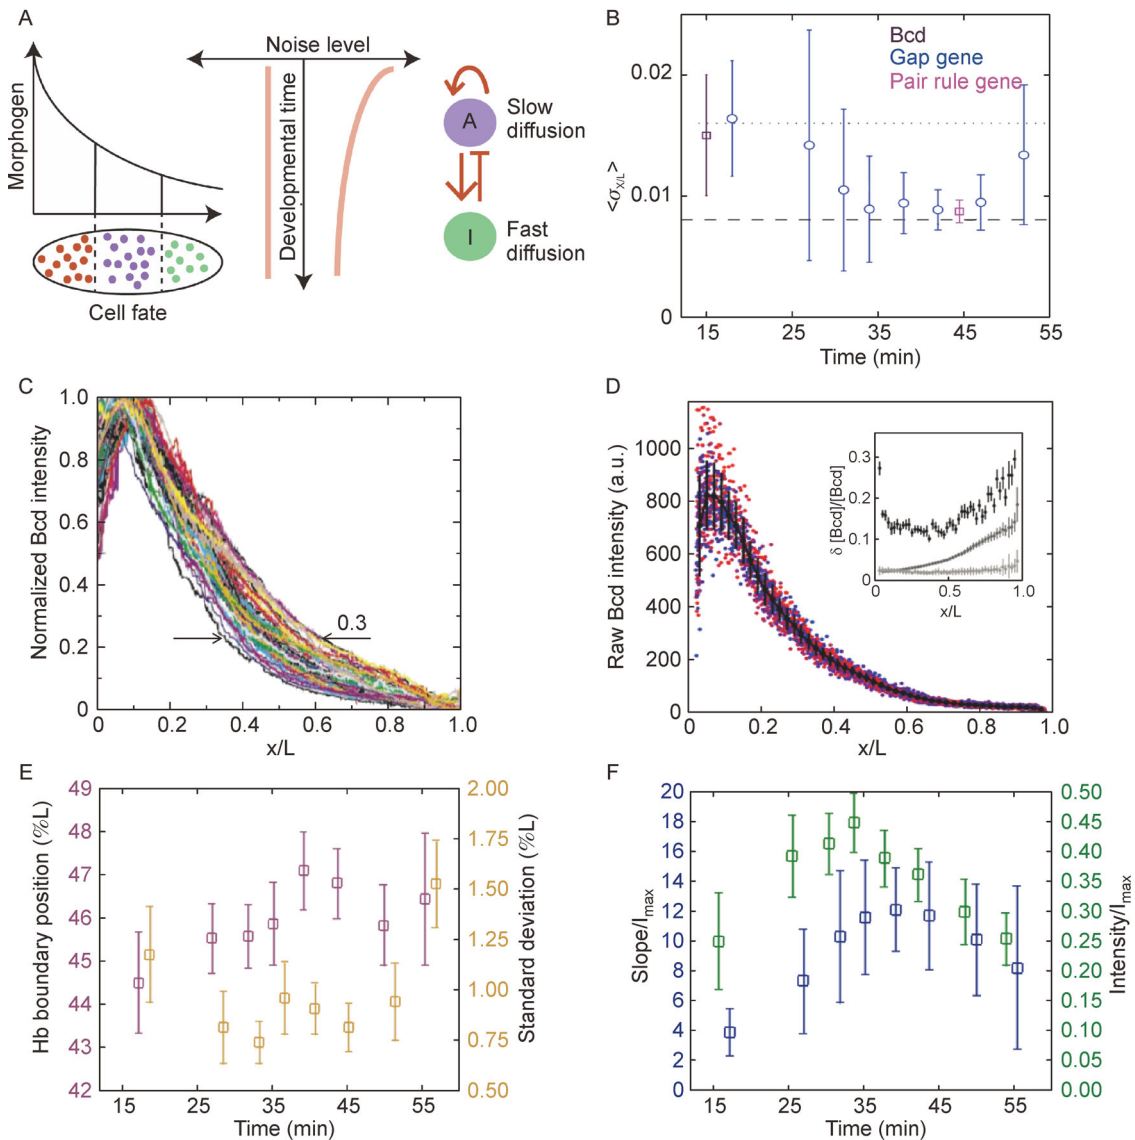 A
Noise level
Morphogen
Developmental time
A
Slow
diffusion
I
Fast
diffusion
Cell fate
B
Bcd
Gap gene
Pair rule gene
0.02
0.01
0
<σX/L>
15
25
35
45
55
Time (min)
C
1.0
0.8
0.6
0.4
0.2
0
Normalized Bcd intensity
0.3
0
0.2
0.4
0.6
0.8
1.0
x/L
D
1000
800
600
400
200
0
Raw Bcd intensity (a.u.)
0.3
0.2
0.1
0
δ [Bcd]/[Bcd]
0
0.5
1.0
x/L
0
0.2
0.4
0.6
0.8
1.0
x/L
E
49
48
47
46
45
44
43
42
Hb boundary position (%L)
2.00
1.75
1.50
1.25
1.00
0.75
0.50
Standard deviation (%L)
15
25
35
45
55
Time (min)
F
20
18
16
14
12
10
8
6
4
2
0
Slope/Imax
0.50
0.45
0.40
0.35
0.30
0.25
0.20
0.15
0.10
0.05
0.00
Intensity/Imax
15
25
35
45
55
Time (min)